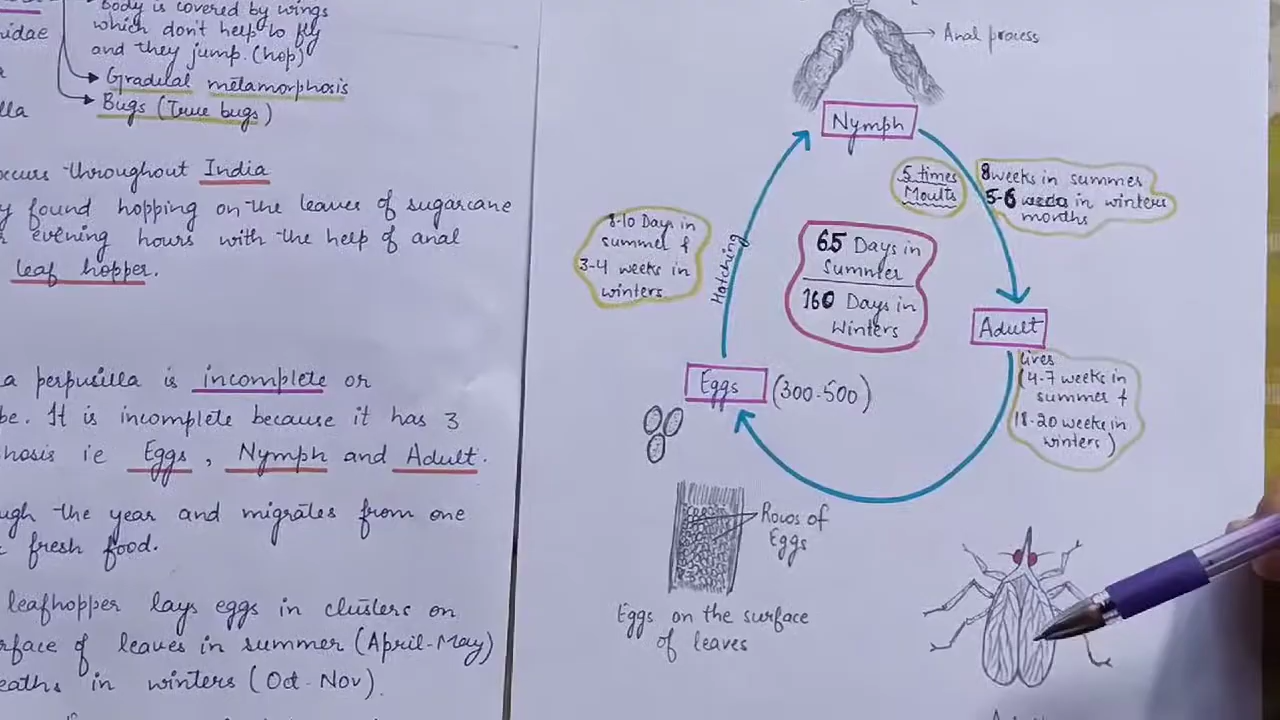 Body is covered by wings
which don't help to fly
and they jump. (hop)
Gradual metamorphosis
Bugs (True bugs)
idae
lla
occurs throughout India
found hopping on the leaves of sugarcane
evening hours with the help of anal
leaf hopper.
a perpusilla is incomplete or
be. It is incomplete because it has 3
hosis ie Eggs, Nymph and Adult.
ugh the year and migrates from one
fresh food.
leafhopper lays eggs in clusters on
rface of leaves in summer (April-May)
eaths in winters (Oct-Nov).
Anal process
Nymph
5 times
Moults
8 weeks in summer
5-6 weeks in winters
months
8-10 Days in
summer &
3-4 weeks in
winters
Hatching
65 Days in
Summer
160 Days in
Winters
Adult
Lives
(4-7 weeks in
summer +
18-20 weeks in
winters)
Eggs (300-500)
Rows of
Eggs
Eggs on the surface
of leaves